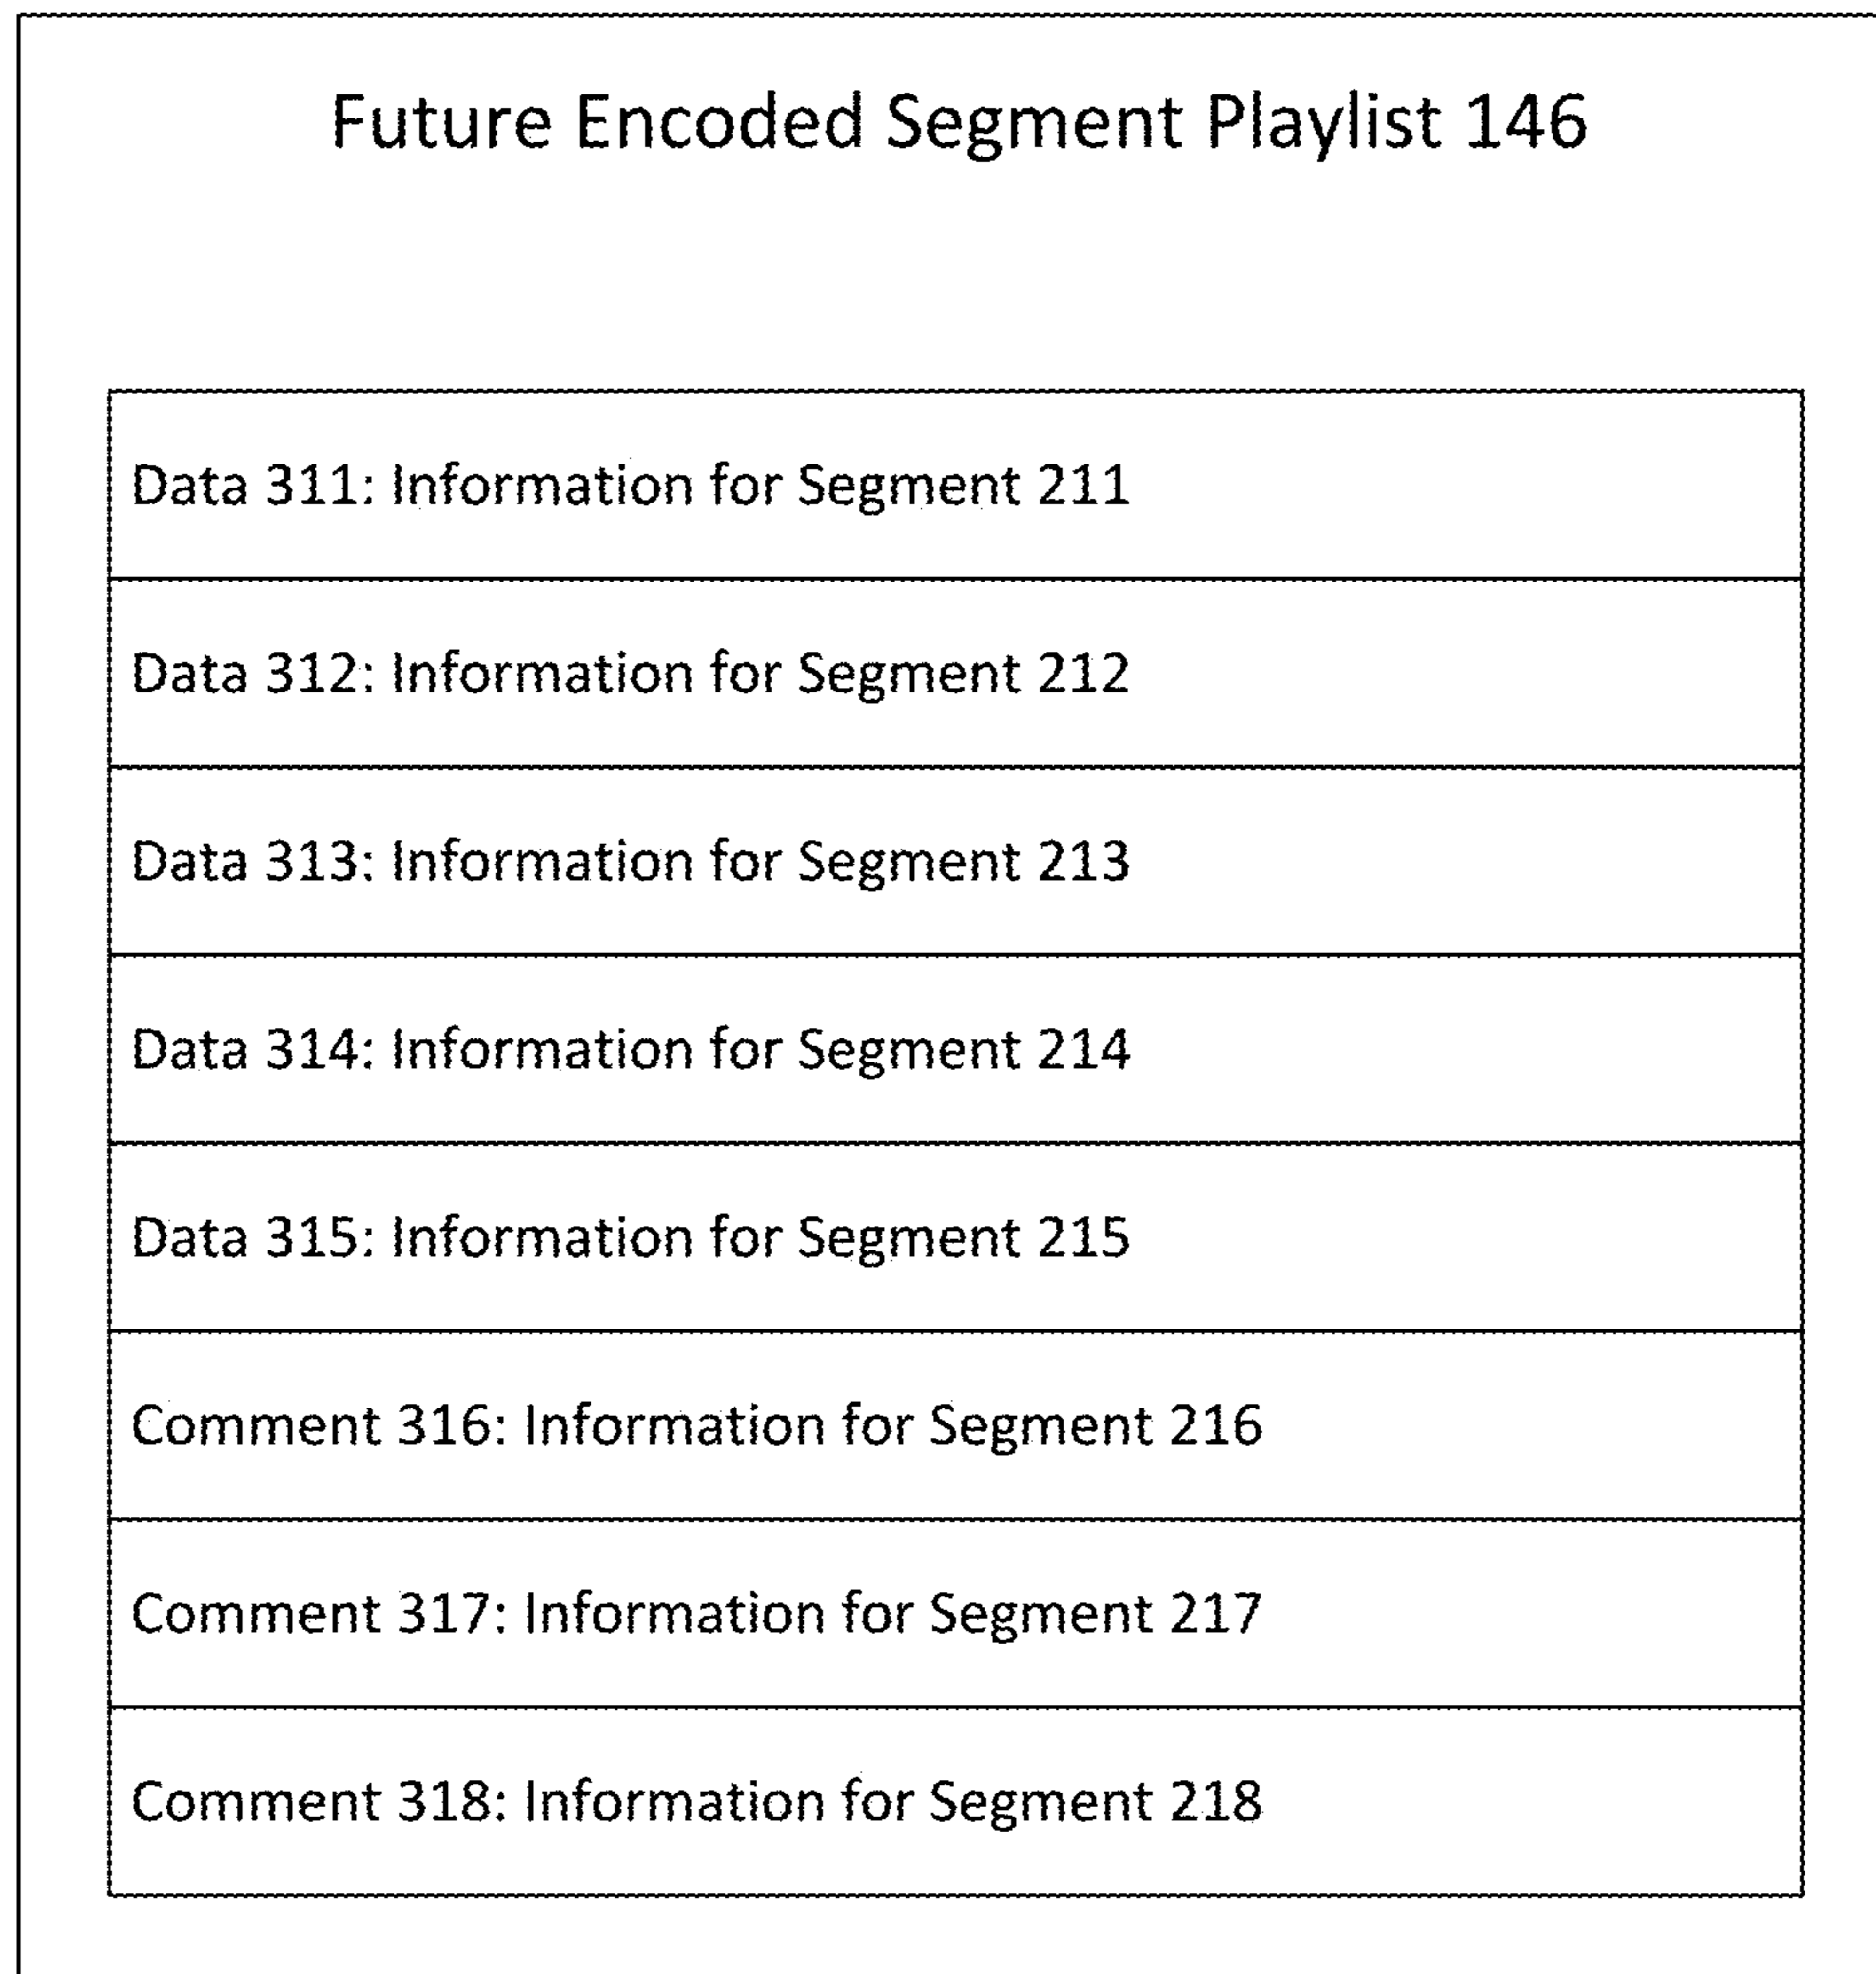 Future Encoded Segment Playlist 146
Data 311: Information for Segment 211
Data 312: Information for Segment 212
Data 313: Information for Segment 213
Data 314: Information for Segment 214
Data 315: Information for Segment 215
Comment 316: Information for Segment 216
Comment 317: Information for Segment 217
Comment 318: Information for Segment 218